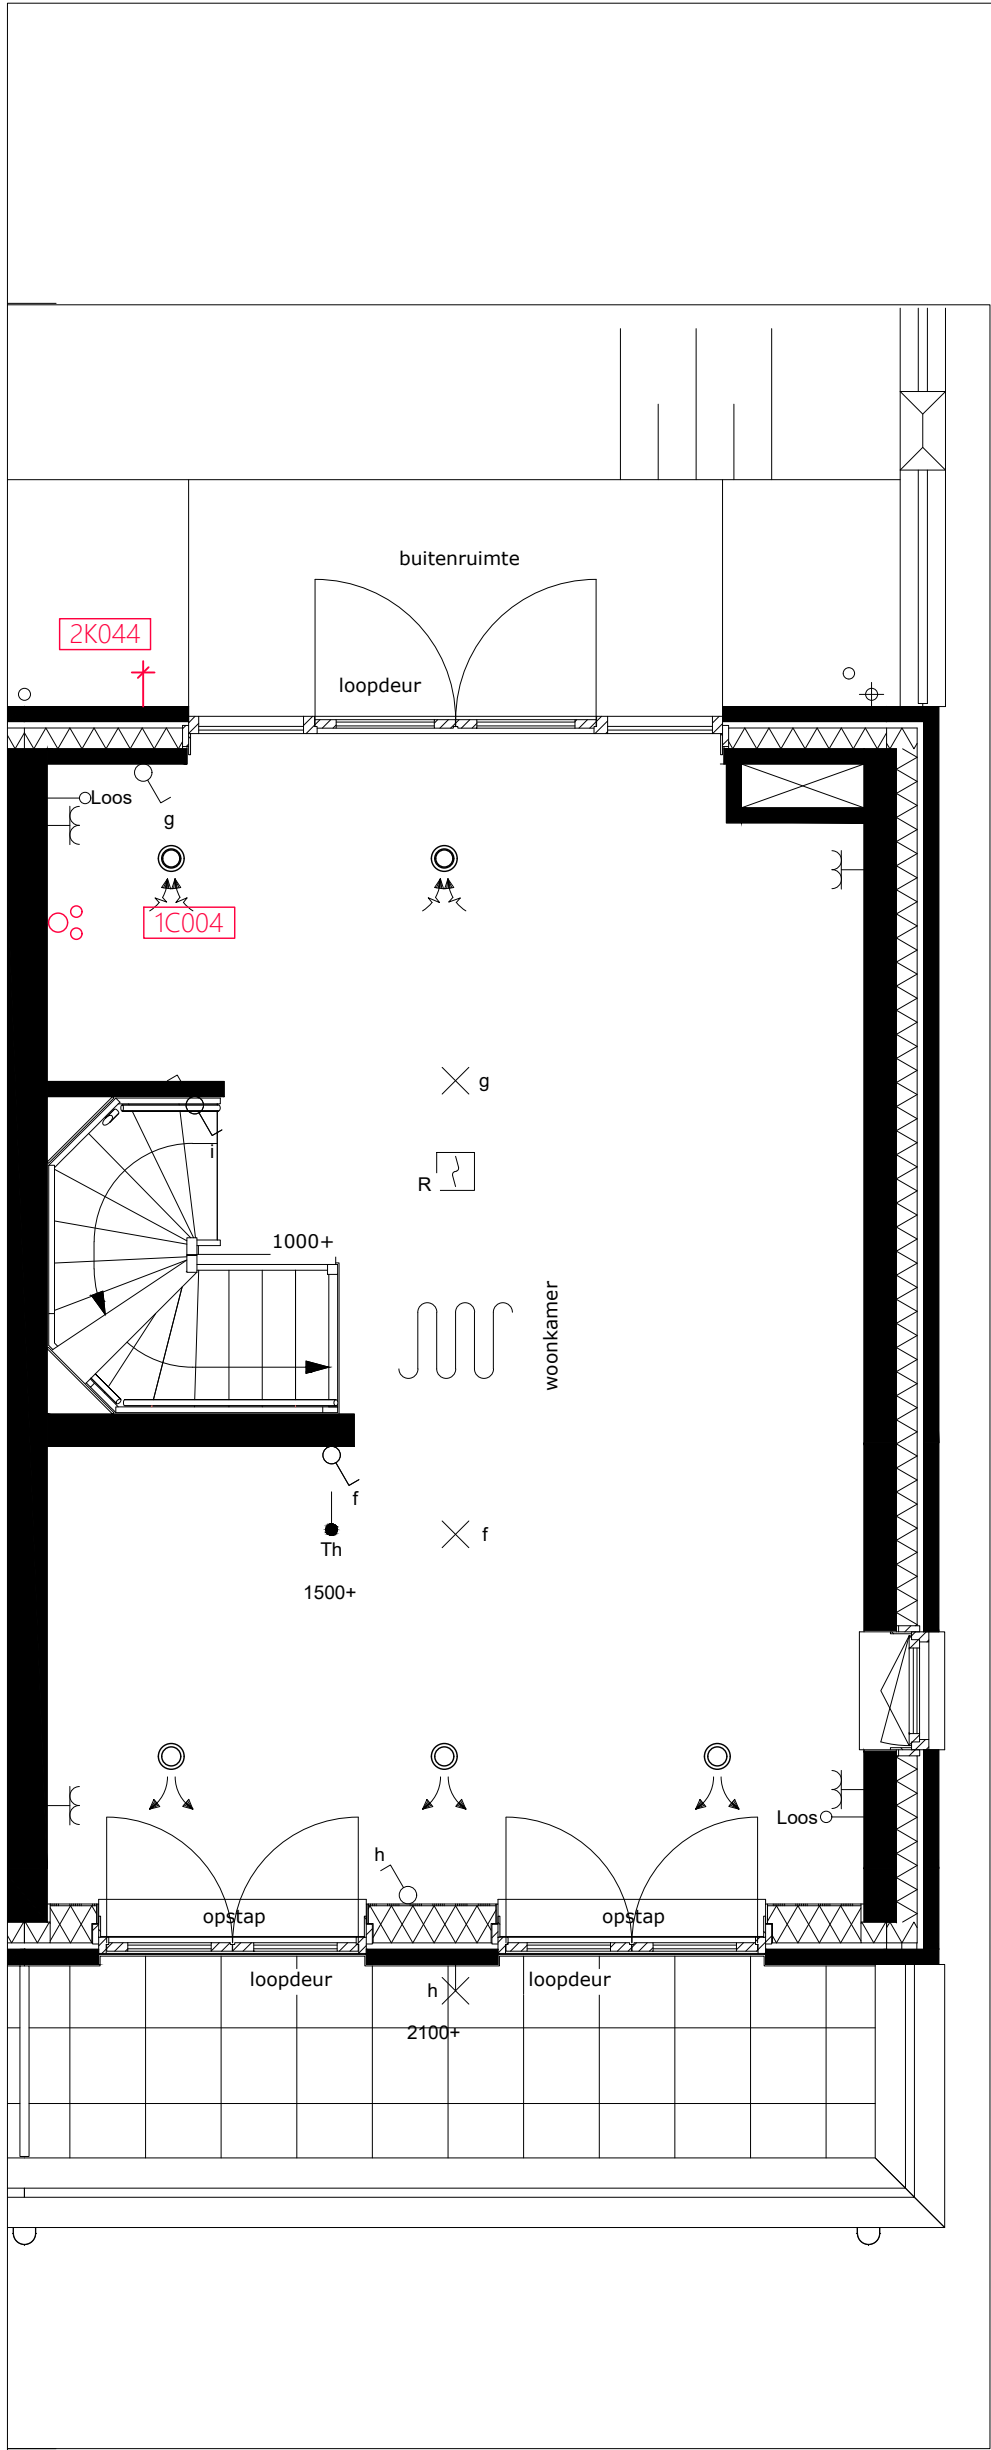 buitenruimte
2K044
loopdeur
Loos
g
1C004
g
i
R
1000+
woonkamer
f
f
Th
1500+
Loos
h
opstap
opstap
loopdeur
h
loopdeur
2100+